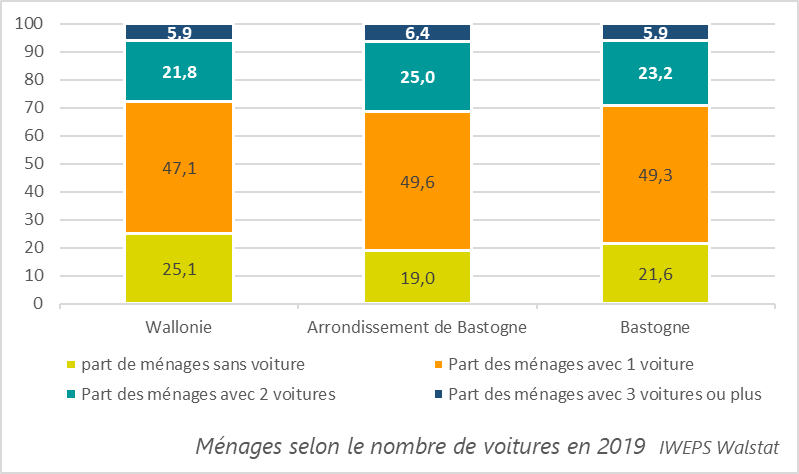 100
90
80
70
60
50
40
30
20
10
0
5,9 6,4 5,9
21,8 25,0 23,2
47,1 49,6 49,3
25,1 19,0 21,6
Wallonie Arrondissement de Bastogne Bastogne
part de ménages sans voiture Part des ménages avec 1 voiture
Part des ménages avec 2 voitures Part des ménages avec 3 voitures ou plus
Ménages selon le nombre de voitures en 2019 IWEPS Walstat